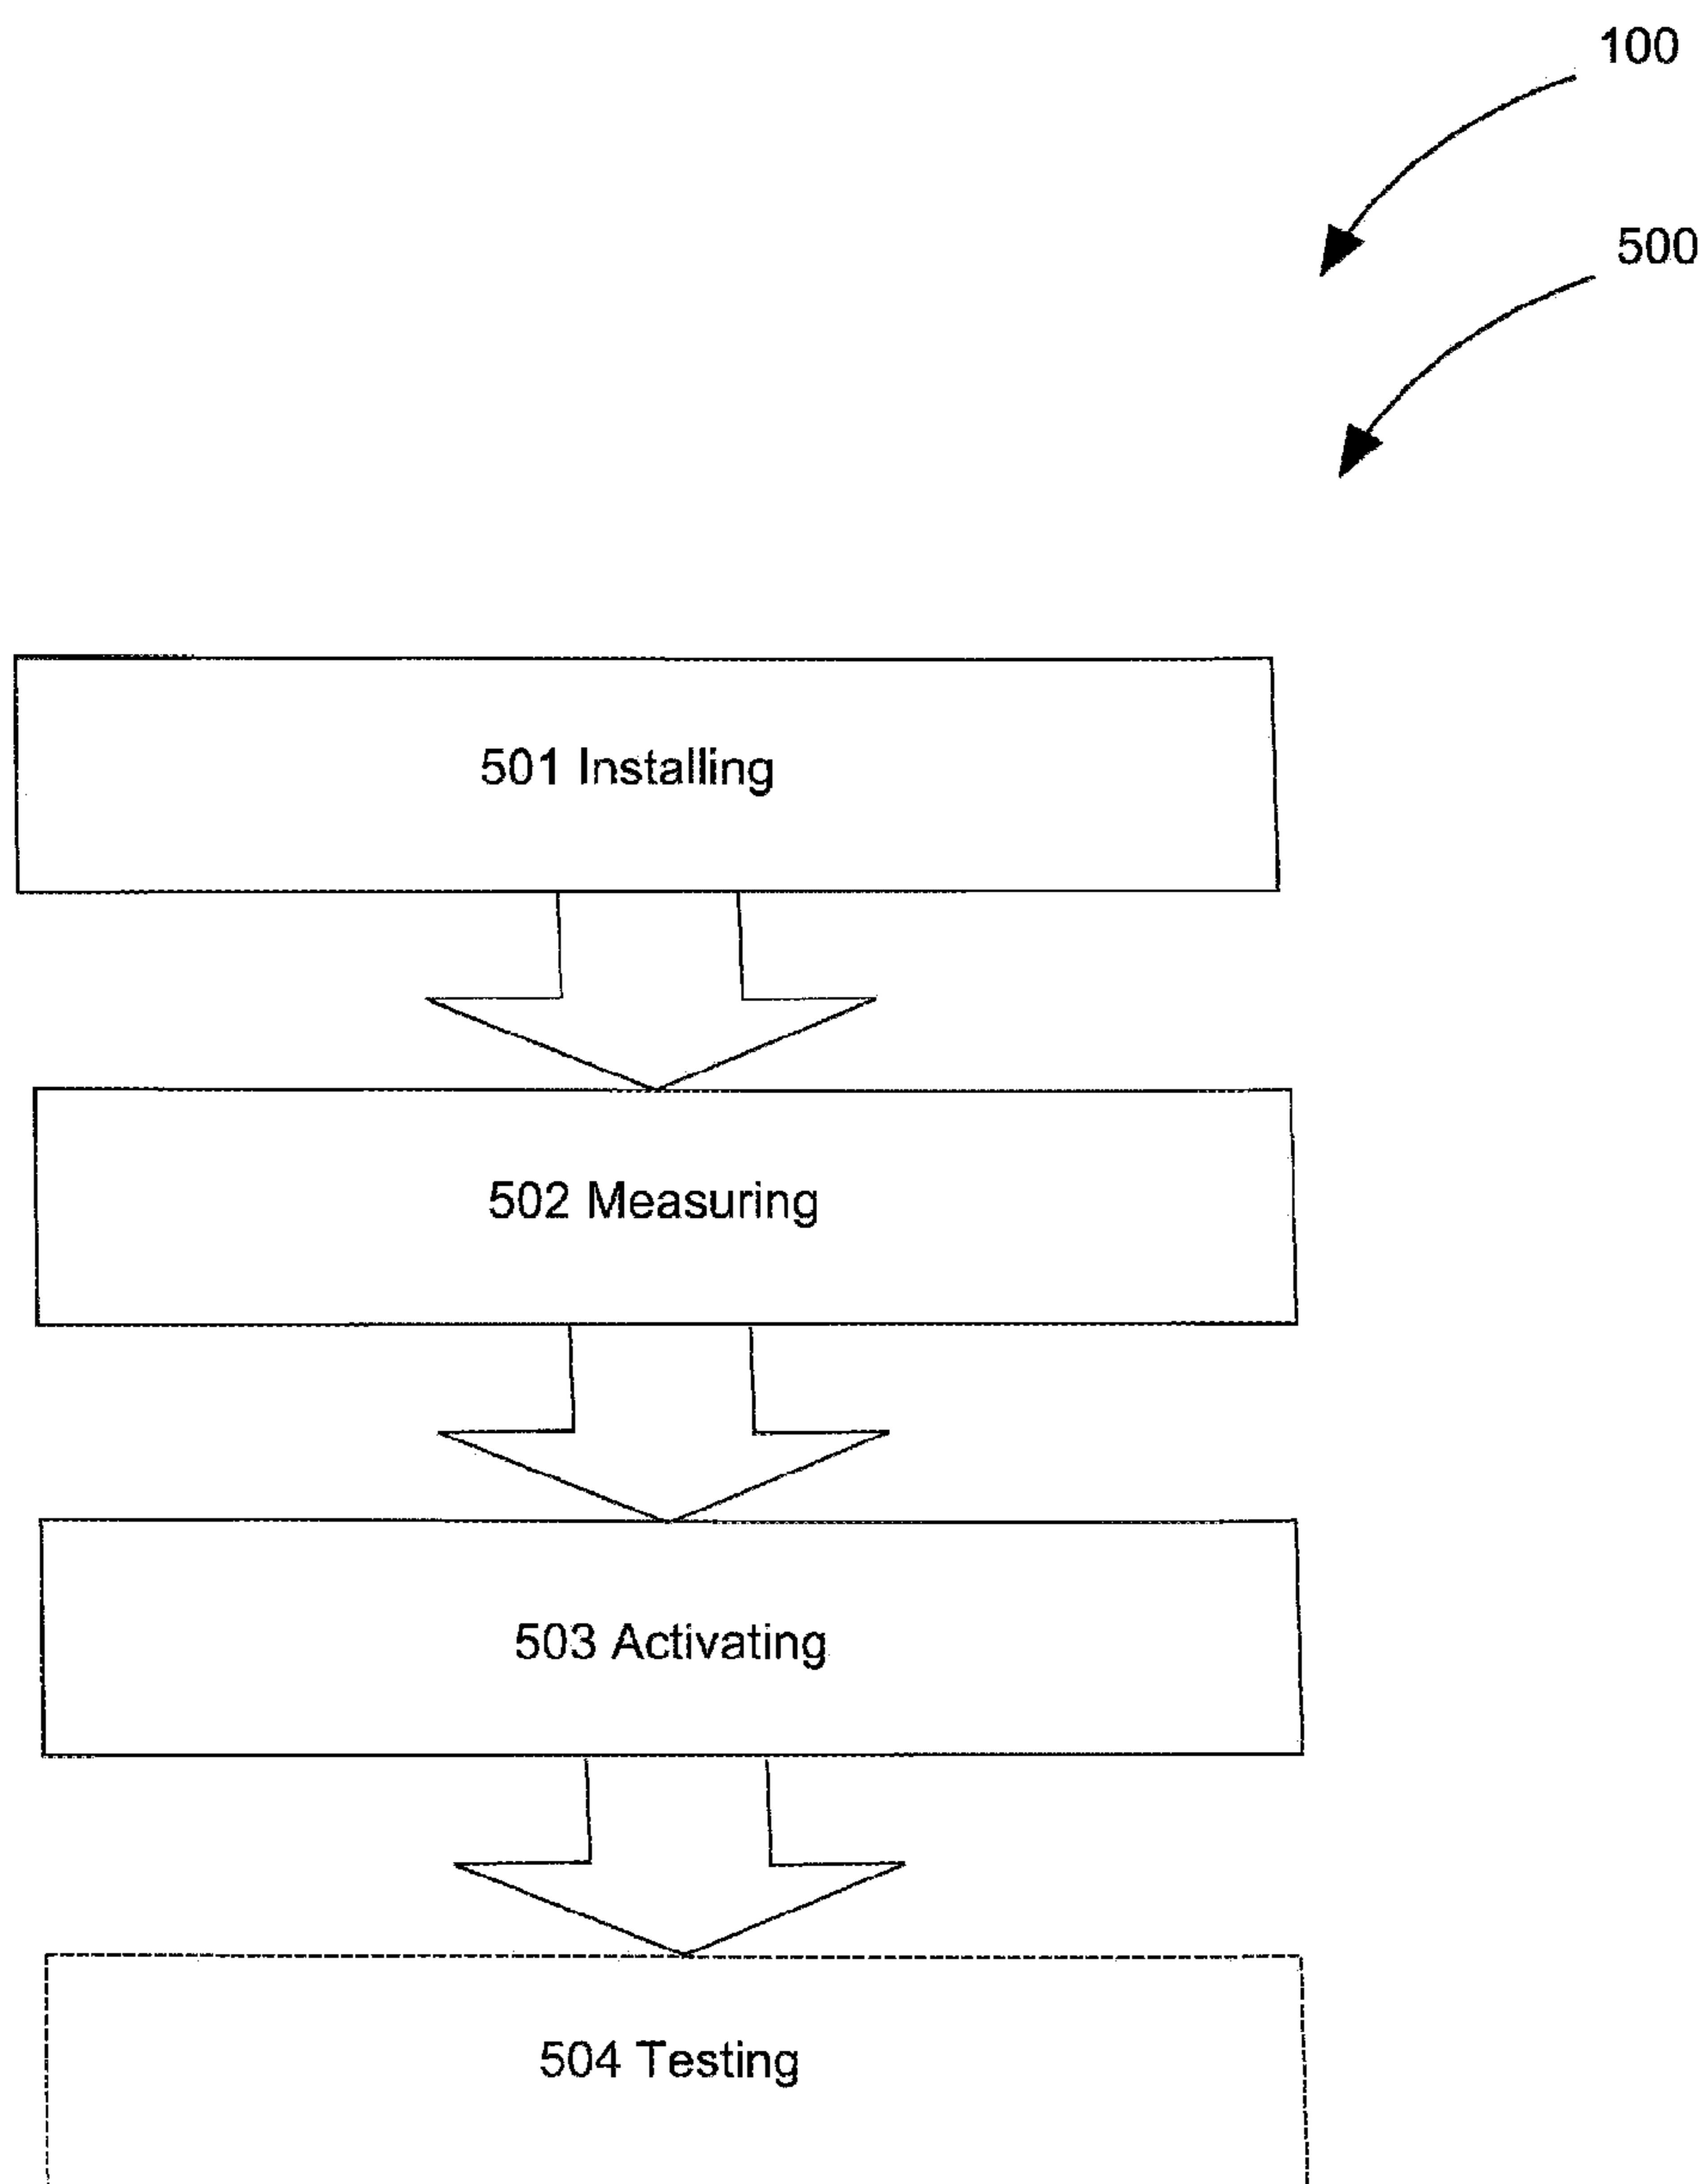 100
500
501 Installing
502 Measuring
503 Activating
504 Testing